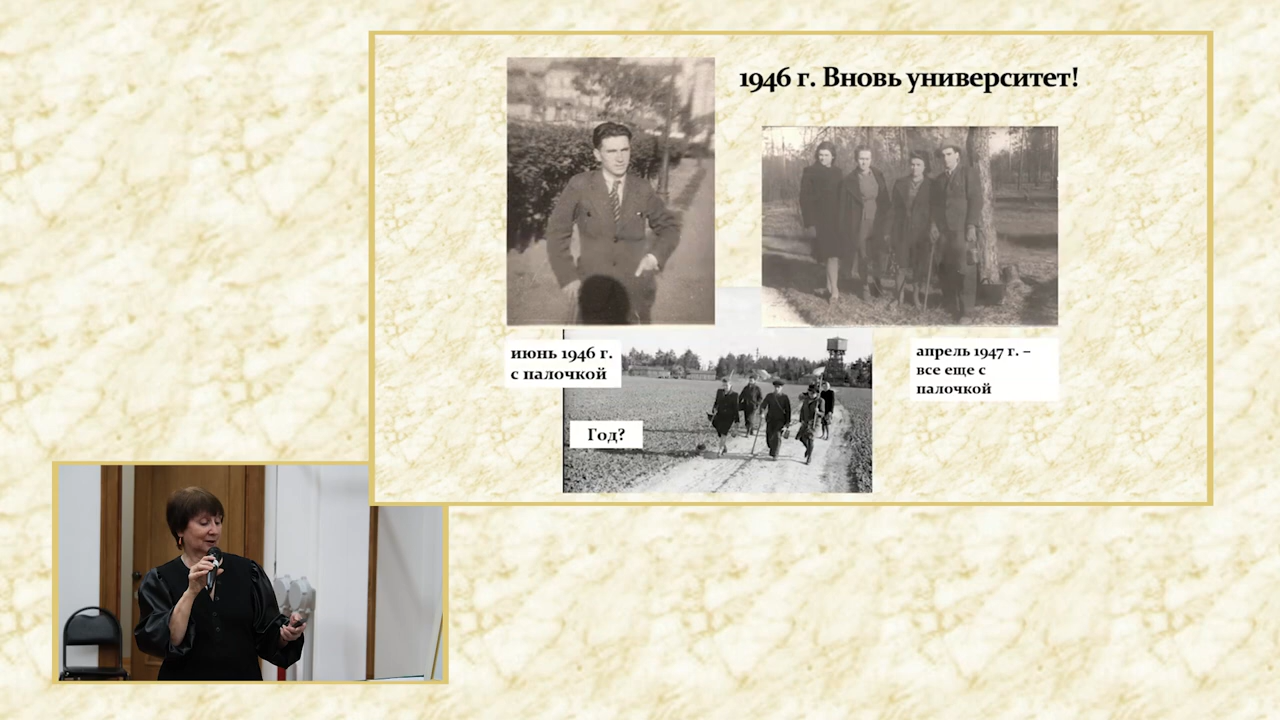 1946 г. Вновь университет!
июнь 1946 г.
с палочкой
апрель 1947 г. –
все еще с
палочкой
Год?